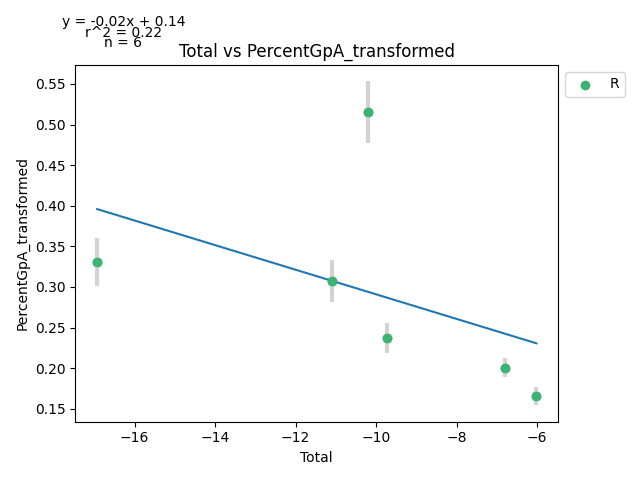 y = -0.02x + 0.14
r^2 = 0.22
n = 6
Total vs PercentGpA_transformed
R
PercentGpA_transformed
0.55
0.50
0.45
0.40
0.35
0.30
0.25
0.20
0.15
−16 −14 −12 −10 −8 −6
Total